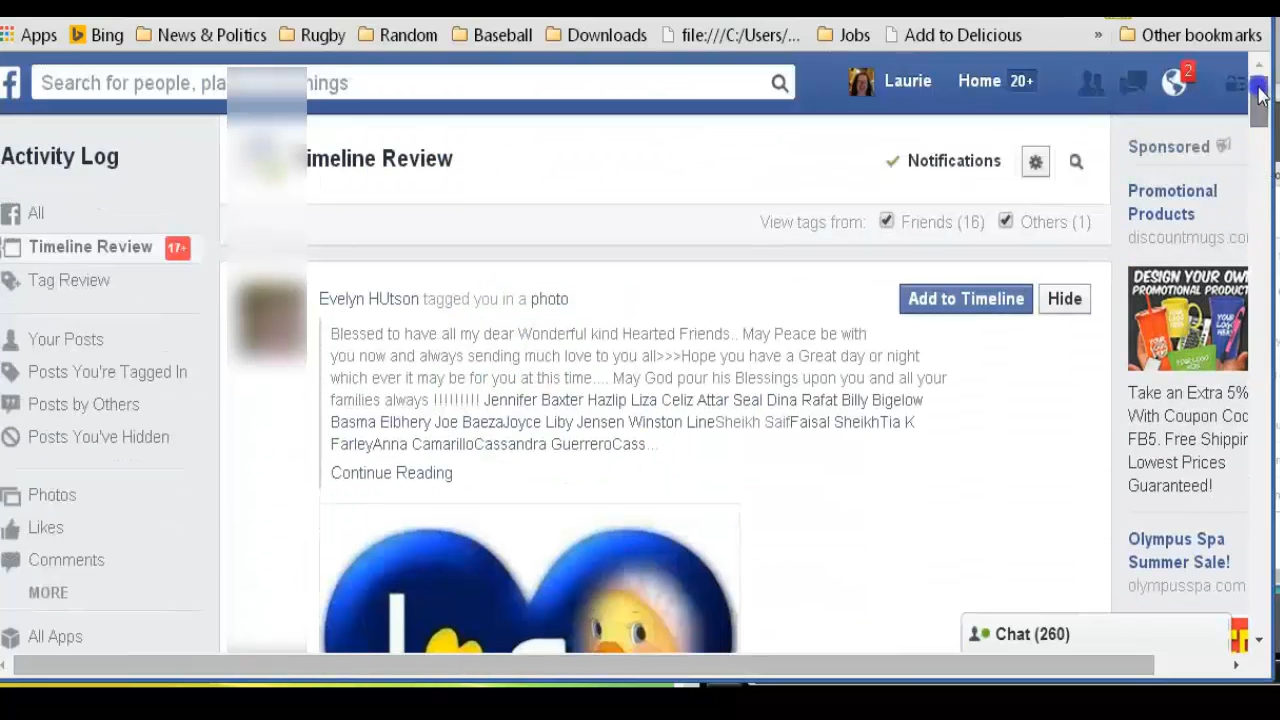 Apps Bing News & Politics Rugby Random Baseball Downloads file:///C:/Users/... Jobs Add to Delicious » Other bookmarks
f Search for people, pla nings Laurie Home 20+ 2
Activity Log
imeline Review
Notifications
Sponsored
All
Timeline Review 17+
Tag Review
Your Posts
Posts You're Tagged In
Posts by Others
Posts You've Hidden
Photos
Likes
Comments
MORE
All Apps
View tags from: Friends (16) Others (1)
Evelyn HUtson tagged you in a photo
Add to Timeline Hide
Blessed to have all my dear Wonderful kind Hearted Friends.. May Peace be with
you now and always sending much love to you all>>>Hope you have a Great day or night
which ever it may be for you at this time.... May God pour his Blessings upon you and all your
families always !!!!!!!!! Jennifer Baxter Hazlip Liza Celiz Attar Seal Dina Rafat Billy Bigelow
Basma Elbhery Joe BaezaJoyce Liby Jensen Winston LineSheikh SaifFaisal SheikhTia K
FarleyAnna CamarilloCassandra GuerreroCass...
Continue Reading
Promotional
Products
discountmugs.co
DESIGN YOUR OW
PROMOTIONAL PRODUCT
Take an Extra 5%
With Coupon Coc
FB5. Free Shippir
Lowest Prices
Guaranteed!
Olympus Spa
Summer Sale!
olympusspa.com
Chat (260)